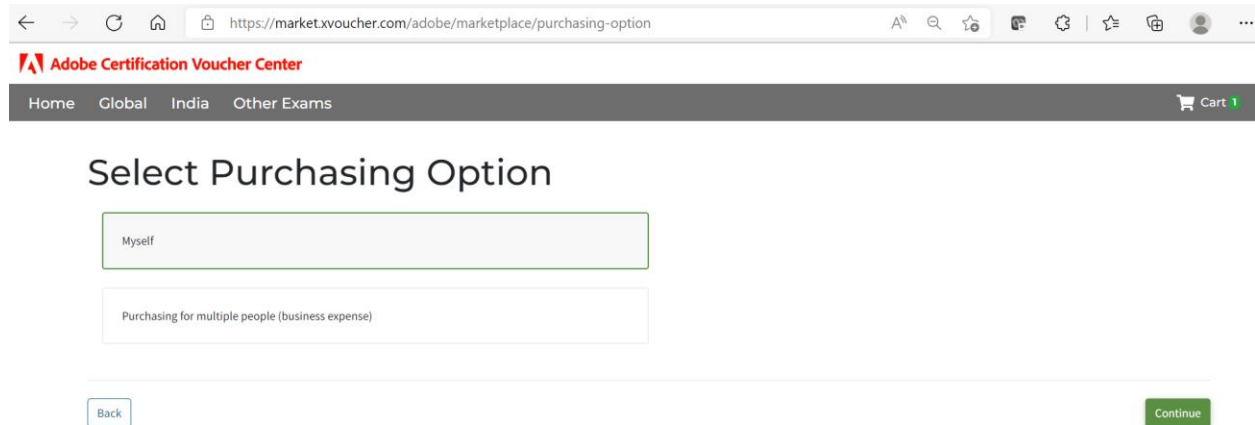 https://market.xvoucher.com/adobe/marketplace/purchasing-option
Adobe Certification Voucher Center
Home Global India Other Exams Cart 1
Select Purchasing Option
Myself
Purchasing for multiple people (business expense)
Back Continue